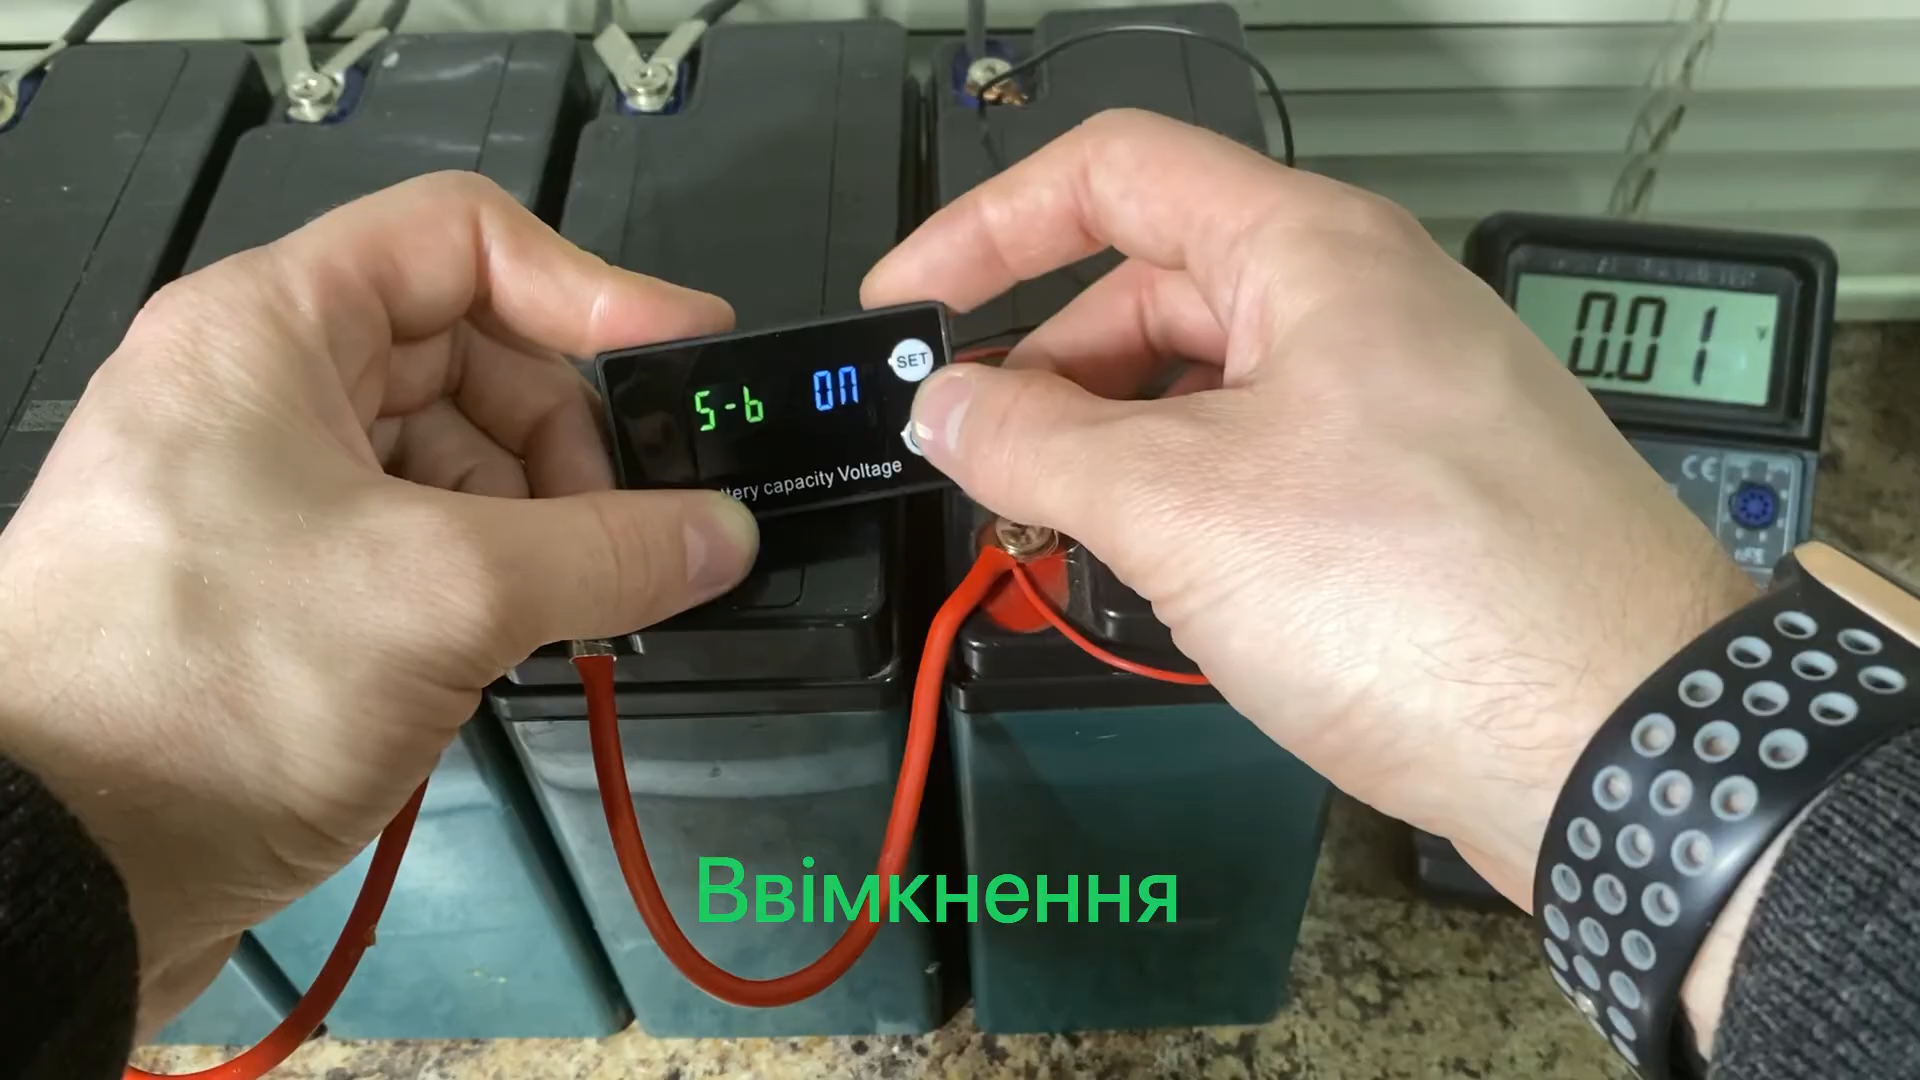 SET
5-b ON
ttery capacity Voltage
0.01 V
CE
Ввімкнення